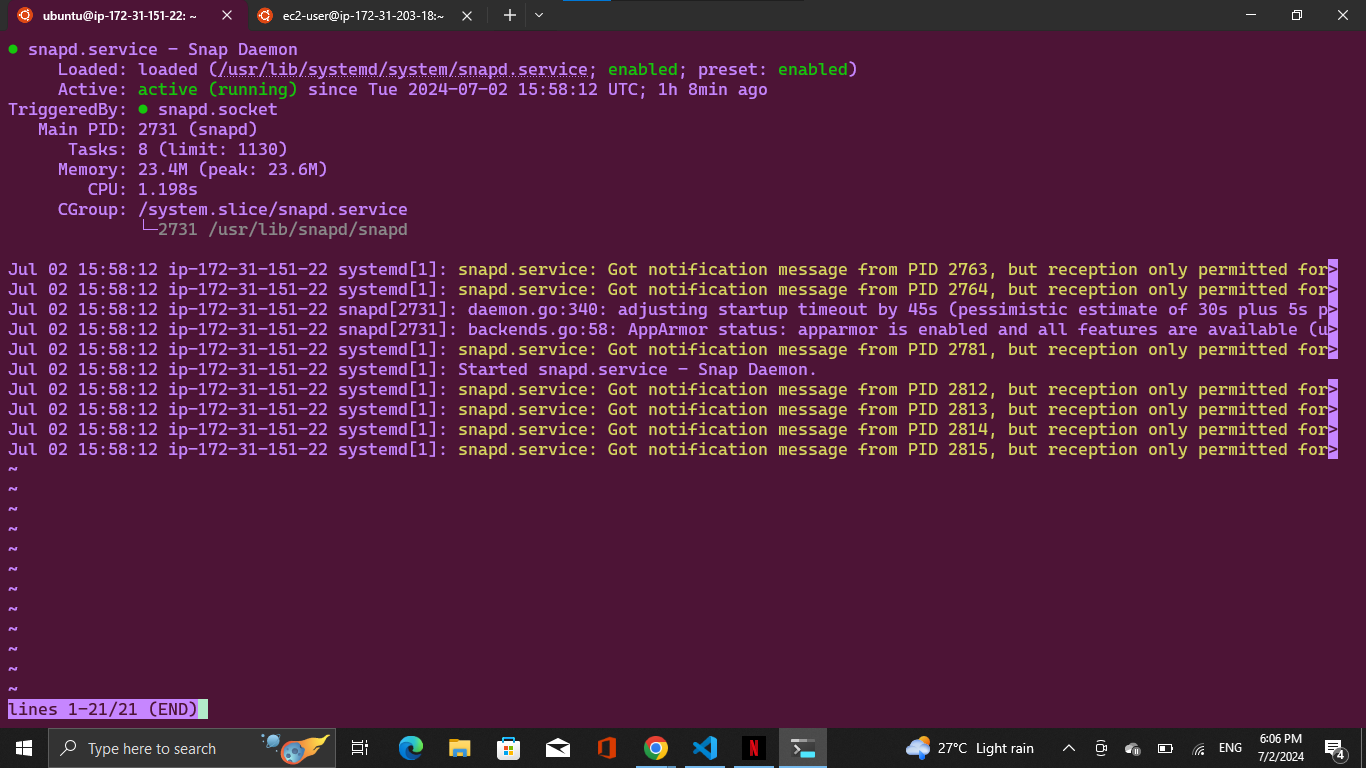 ubuntu@ip-172-31-151-22: ~
ec2-user@ip-172-31-203-18:~
● snapd.service - Snap Daemon
Loaded: loaded (/usr/lib/systemd/system/snapd.service; enabled; preset: enabled)
Active: active (running) since Tue 2024-07-02 15:58:12 UTC; 1h 8min ago
TriggeredBy: ● snapd.socket
Main PID: 2731 (snapd)
Tasks: 8 (limit: 1130)
Memory: 23.4M (peak: 23.6M)
CPU: 1.198s
CGroup: /system.slice/snapd.service
└─2731 /usr/lib/snapd/snapd
Jul 02 15:58:12 ip-172-31-151-22 systemd[1]: snapd.service: Got notification message from PID 2763, but reception only permitted for>
Jul 02 15:58:12 ip-172-31-151-22 systemd[1]: snapd.service: Got notification message from PID 2764, but reception only permitted for>
Jul 02 15:58:12 ip-172-31-151-22 snapd[2731]: daemon.go:340: adjusting startup timeout by 45s (pessimistic estimate of 30s plus 5s p>
Jul 02 15:58:12 ip-172-31-151-22 snapd[2731]: backends.go:58: AppArmor status: apparmor is enabled and all features are available (u>
Jul 02 15:58:12 ip-172-31-151-22 systemd[1]: snapd.service: Got notification message from PID 2781, but reception only permitted for>
Jul 02 15:58:12 ip-172-31-151-22 systemd[1]: Started snapd.service - Snap Daemon.
Jul 02 15:58:12 ip-172-31-151-22 systemd[1]: snapd.service: Got notification message from PID 2812, but reception only permitted for>
Jul 02 15:58:12 ip-172-31-151-22 systemd[1]: snapd.service: Got notification message from PID 2813, but reception only permitted for>
Jul 02 15:58:12 ip-172-31-151-22 systemd[1]: snapd.service: Got notification message from PID 2814, but reception only permitted for>
Jul 02 15:58:12 ip-172-31-151-22 systemd[1]: snapd.service: Got notification message from PID 2815, but reception only permitted for>
~
~
~
~
~
~
~
~
~
~
~
~
lines 1-21/21 (END)
Type here to search
N
27°C Light rain
ENG
6:06 PM
7/2/2024
4